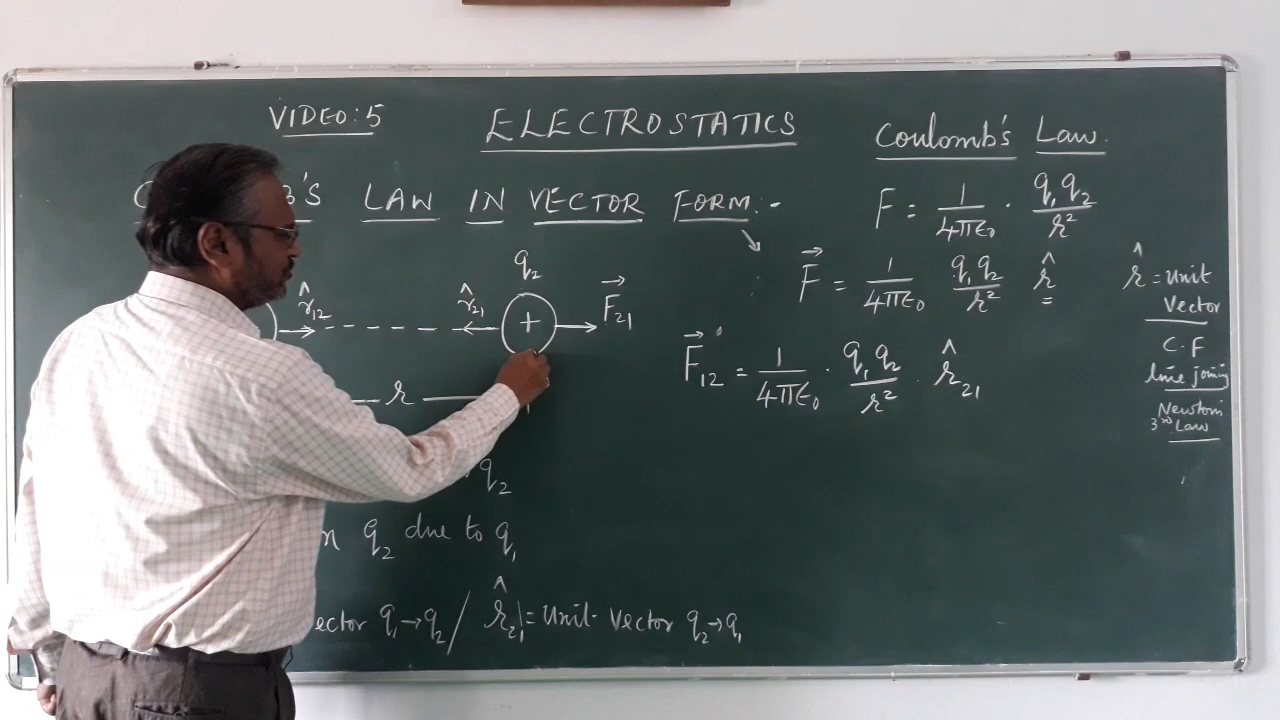 VIDEO:5
ELECTROSTATICS
Coulomb's Law.
'S LAW IN VECTOR FORM:-
F = 1/4πε₀ · q₁q₂/r²
F⃗ = 1/4πε₀ q₁q₂/r² r̂
r̂ = Unit
Vector
C.F
line joining
Newton
3rd Law
q₂
r̂₁₂
r̂₂₁
+
F⃗₂₁
F⃗₁₂ = 1/4πε₀ · q₁q₂/r² · r̂₂₁
r
q₂
n q₂ due to q₁
ector q₁→q₂ / r̂₂₁ = Unit Vector q₂→q₁